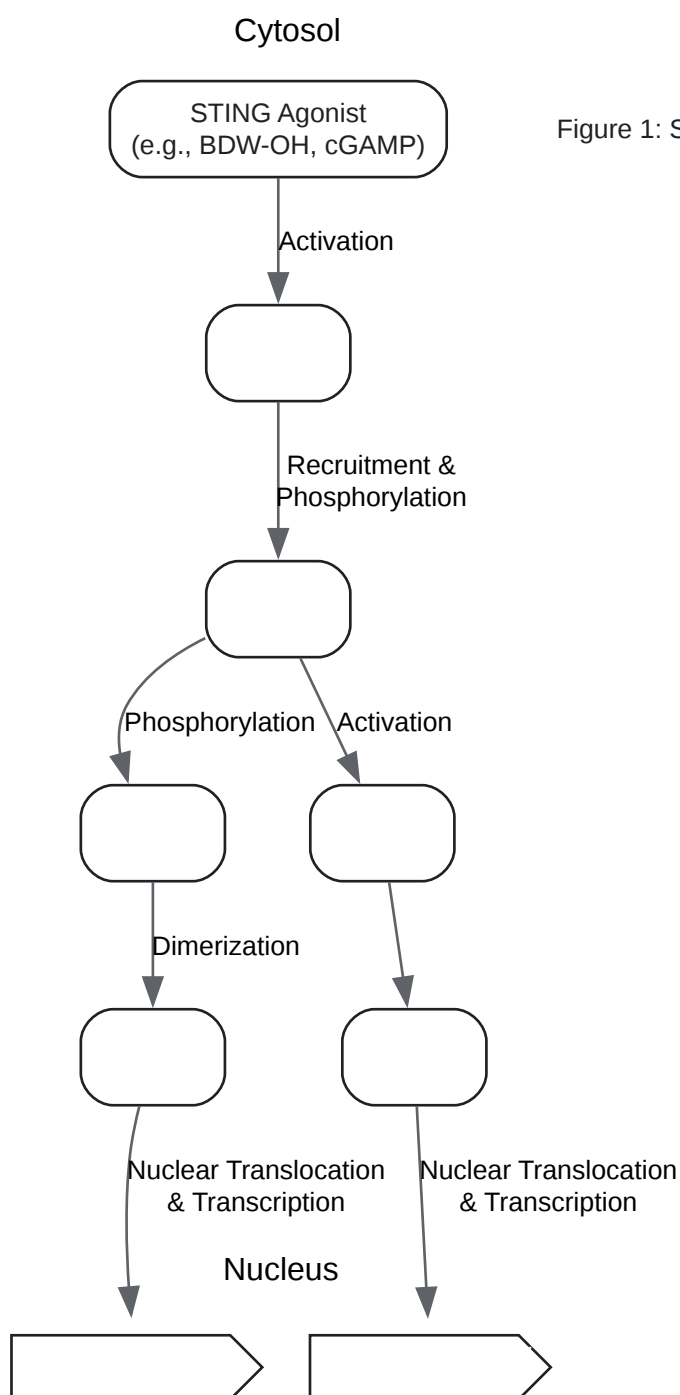 Cytosol
STING Agonist
(e.g., BDW-OH, cGAMP)
Figure 1: S
Activation
Recruitment &
Phosphorylation
Phosphorylation
Activation
Dimerization
Nuclear Translocation
& Transcription
Nuclear Translocation
& Transcription
Nucleus